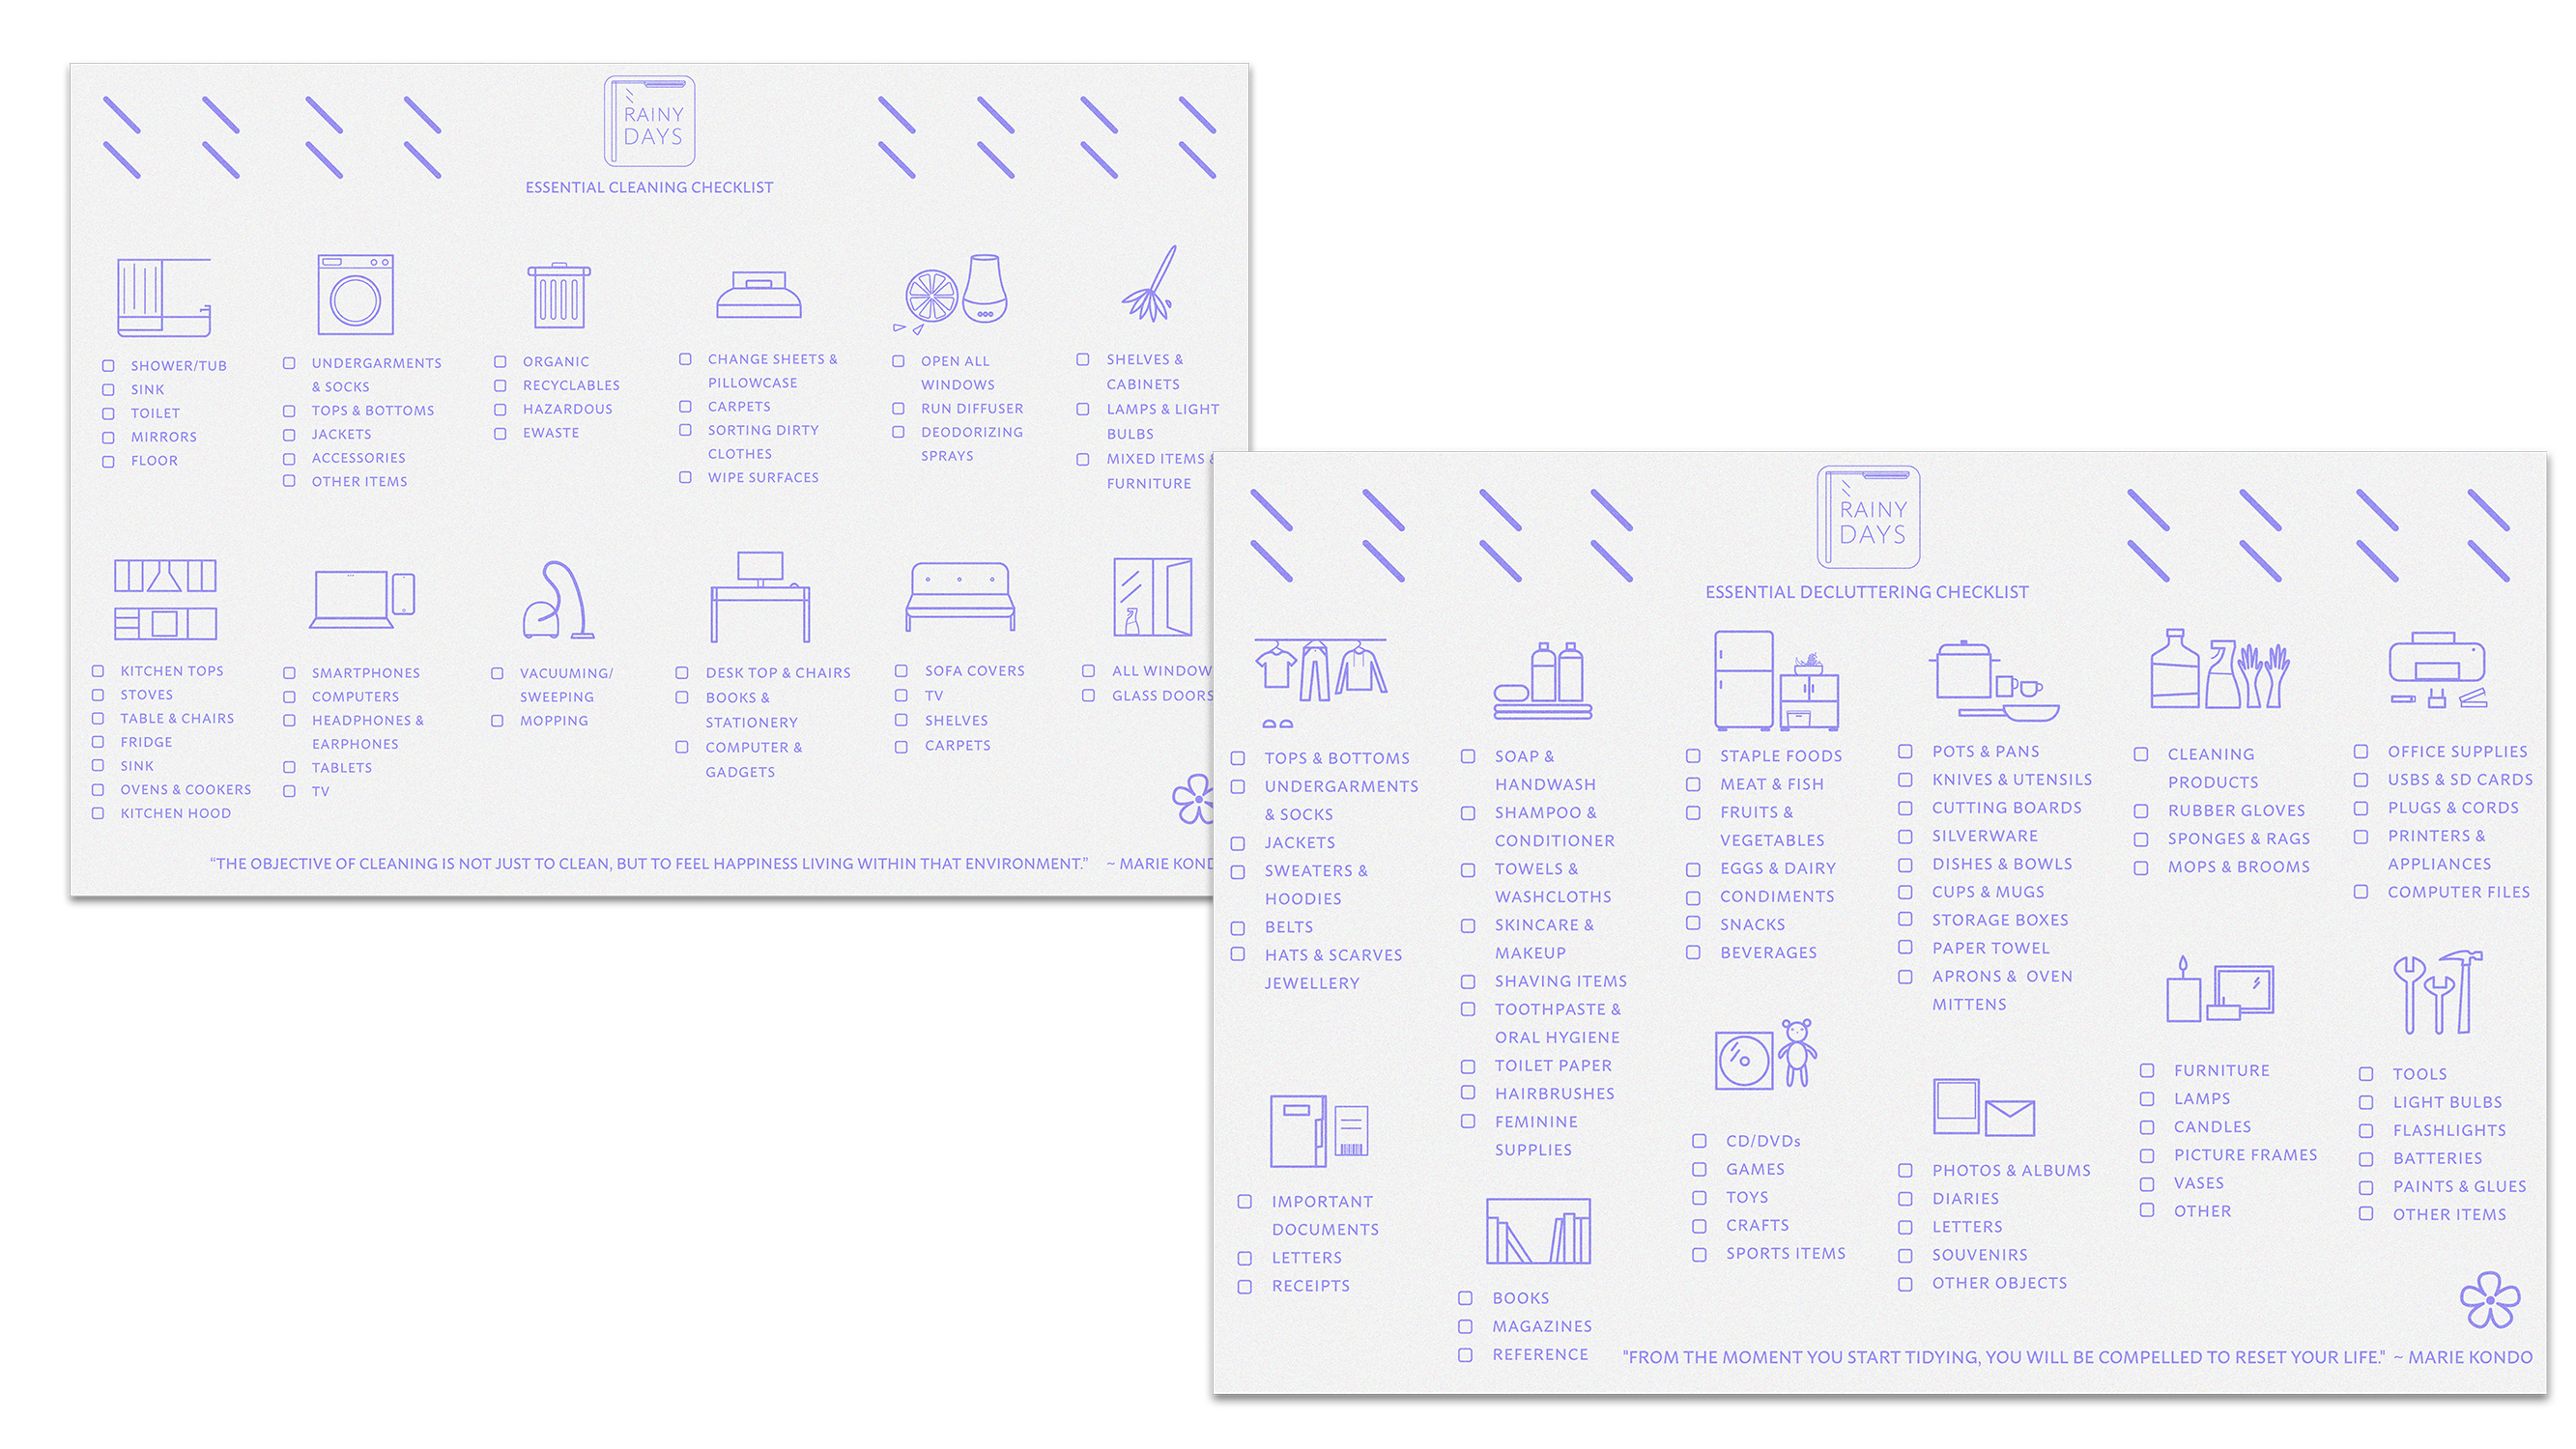 RAINY
DAYS
ESSENTIAL CLEANING CHECKLIST
SHOWER/TUB
SINK
TOILET
MIRRORS
FLOOR
UNDERGARMENTS
& SOCKS
TOPS & BOTTOMS
JACKETS
ACCESSORIES
OTHER ITEMS
ORGANIC
RECYCLABLES
HAZARDOUS
EWASTE
CHANGE SHEETS &
PILLOWCASE
CARPETS
SORTING DIRTY
CLOTHES
WIPE SURFACES
OPEN ALL
WINDOWS
RUN DIFFUSER
DEODORIZING
SPRAYS
SHELVES &
CABINETS
LAMPS & LIGHT
BULBS
MIXED ITEMS &
FURNITURE
KITCHEN TOPS
STOVES
TABLE & CHAIRS
FRIDGE
SINK
OVENS & COOKERS
KITCHEN HOOD
SMARTPHONES
COMPUTERS
HEADPHONES &
EARPHONES
TABLETS
TV
VACUUMING/
SWEEPING
MOPPING
DESK TOP & CHAIRS
BOOKS &
STATIONERY
COMPUTER &
GADGETS
SOFA COVERS
TV
SHELVES
CARPETS
ALL WINDOW
GLASS DOORS
“THE OBJECTIVE OF CLEANING IS NOT JUST TO CLEAN, BUT TO FEEL HAPPINESS LIVING WITHIN THAT ENVIRONMENT.” ~ MARIE KOND
RAINY
DAYS
ESSENTIAL DECLUTTERING CHECKLIST
TOPS & BOTTOMS
UNDERGARMENTS
& SOCKS
JACKETS
SWEATERS &
HOODIES
BELTS
HATS & SCARVES
JEWELLERY
SOAP &
HANDWASH
SHAMPOO &
CONDITIONER
TOWELS &
WASHCLOTHS
SKINCARE &
MAKEUP
SHAVING ITEMS
TOOTHPASTE &
ORAL HYGIENE
TOILET PAPER
HAIRBRUSHES
FEMININE
SUPPLIES
STAPLE FOODS
MEAT & FISH
FRUITS &
VEGETABLES
EGGS & DAIRY
CONDIMENTS
SNACKS
BEVERAGES
POTS & PANS
KNIVES & UTENSILS
CUTTING BOARDS
SILVERWARE
DISHES & BOWLS
CUPS & MUGS
STORAGE BOXES
PAPER TOWEL
APRONS & OVEN
MITTENS
CLEANING
PRODUCTS
RUBBER GLOVES
SPONGES & RAGS
MOPS & BROOMS
OFFICE SUPPLIES
USBS & SD CARDS
PLUGS & CORDS
PRINTERS &
APPLIANCES
COMPUTER FILES
IMPORTANT
DOCUMENTS
LETTERS
RECEIPTS
BOOKS
MAGAZINES
REFERENCE
CD/DVDs
GAMES
TOYS
CRAFTS
SPORTS ITEMS
PHOTOS & ALBUMS
DIARIES
LETTERS
SOUVENIRS
OTHER OBJECTS
FURNITURE
LAMPS
CANDLES
PICTURE FRAMES
VASES
OTHER
TOOLS
LIGHT BULBS
FLASHLIGHTS
BATTERIES
PAINTS & GLUES
OTHER ITEMS
"FROM THE MOMENT YOU START TIDYING, YOU WILL BE COMPELLED TO RESET YOUR LIFE." ~ MARIE KONDO